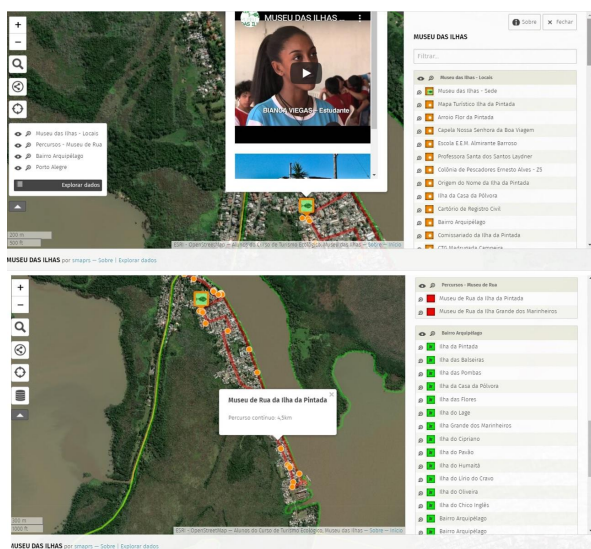 +
MUSEU DAS ILHAS ...
AS IL
BIANCA VIEGAS – Estudante
–
Museu das Ilhas - Locais
Percursos - Museu de Rua
Bairro Arquipélago
Porto Alegre
Explorar dados
200 m
500 ft
ESRI - OpenStreetMap — Alunos do Curso de Turismo Ecológico. Museu das Ilhas — Sobre — Início
Sobre
× Fechar
MUSEU DAS ILHAS
Filtrar...
Museu das Ilhas - Locais
Museu das Ilhas - Sede
Mapa Turístico Ilha da Pintada
Arroio Flor da Pintada
Capela Nossa Senhora da Boa Viagem
Escola E.E.M. Almirante Barroso
Professora Santa dos Santos Leydner
Colônia de Pescadores Ernesto Alves - Z5
Origem do Nome da Ilha da Pintada
Ilha da Casa da Pólvora
Cartório de Registro Civil
Bairro Arquipélago
Comissariado da Ilha da Pintada
CTG Madrugada Campeira
MUSEU DAS ILHAS por smaprs — Sobre | Explorar dados
+
–
Museu de Rua da Ilha da Pintada
×
Percurso contínuo: 4,5km
300 m
1000 ft
ESRI - OpenStreetMap — Alunos do Curso de Turismo Ecológico. Museu das Ilhas — Sobre — Início
Percursos - Museu de Rua
Museu de Rua da Ilha da Pintada
Museu de Rua da Ilha Grande dos Marinheiros
Bairro Arquipélago
Ilha da Pintada
Ilha das Balseiras
Ilha das Pombas
Ilha da Casa da Pólvora
Ilha das Flores
Ilha do Lage
Ilha Grande dos Marinheiros
Ilha do Cipriano
Ilha do Pavão
Ilha do Humaitá
Ilha do Lírio do Cravo
Ilha do Oliveira
Ilha do Chico Inglês
Bairro Arquipélago
Bairro Arquipélago
MUSEU DAS ILHAS por smaprs — Sobre | Explorar dados